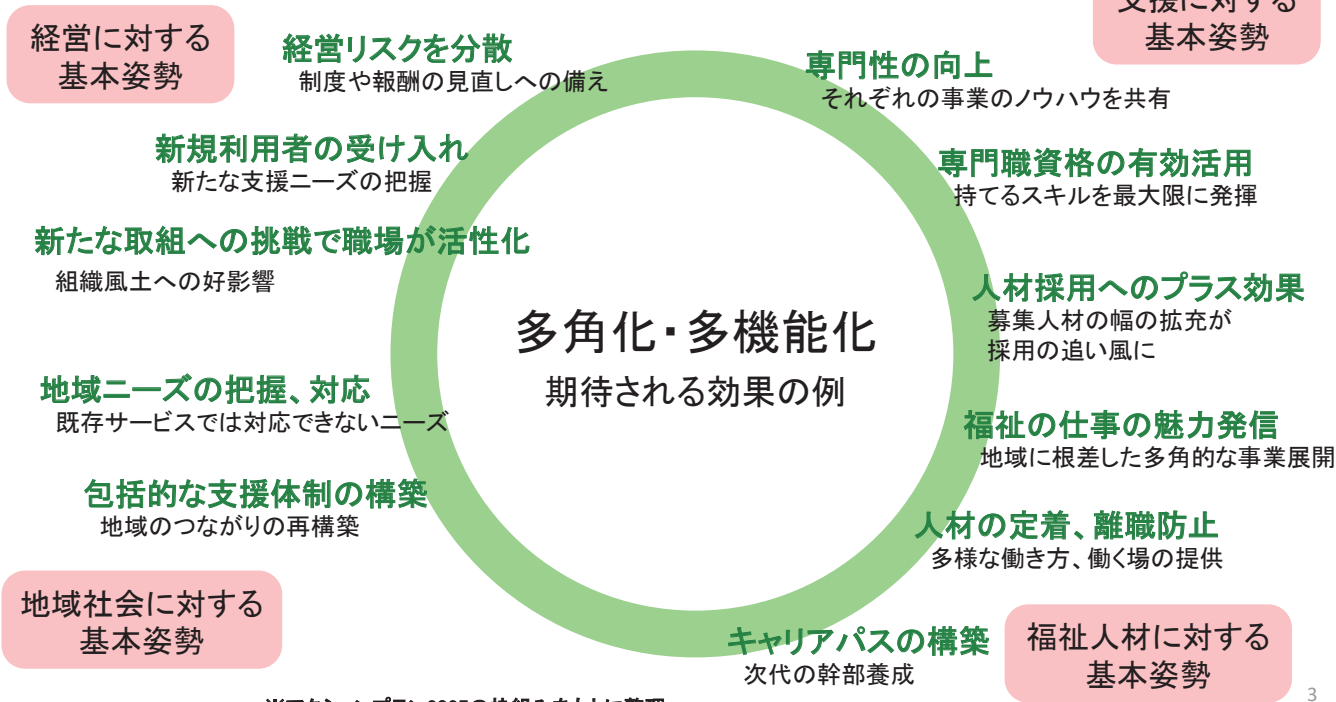 経営に対する
基本姿勢
経営リスクを分散
制度や報酬の見直しへの備え
新規利用者の受け入れ
新たな支援ニーズの把握
新たな取組への挑戦で職場が活性化
組織風土への好影響
地域ニーズの把握、対応
既存サービスでは対応できないニーズ
包括的な支援体制の構築
地域のつながりの再構築
地域社会に対する
基本姿勢
多角化・多機能化
期待される効果の例
支援に対する
基本姿勢
専門性の向上
それぞれの事業のノウハウを共有
専門職資格の有効活用
持てるスキルを最大限に発揮
人材採用へのプラス効果
募集人材の幅の拡充が
採用の追い風に
福祉の仕事の魅力発信
地域に根差した多角的な事業展開
人材の定着、離職防止
多様な働き方、働く場の提供
キャリアパスの構築
次代の幹部養成
福祉人材に対する
基本姿勢
3